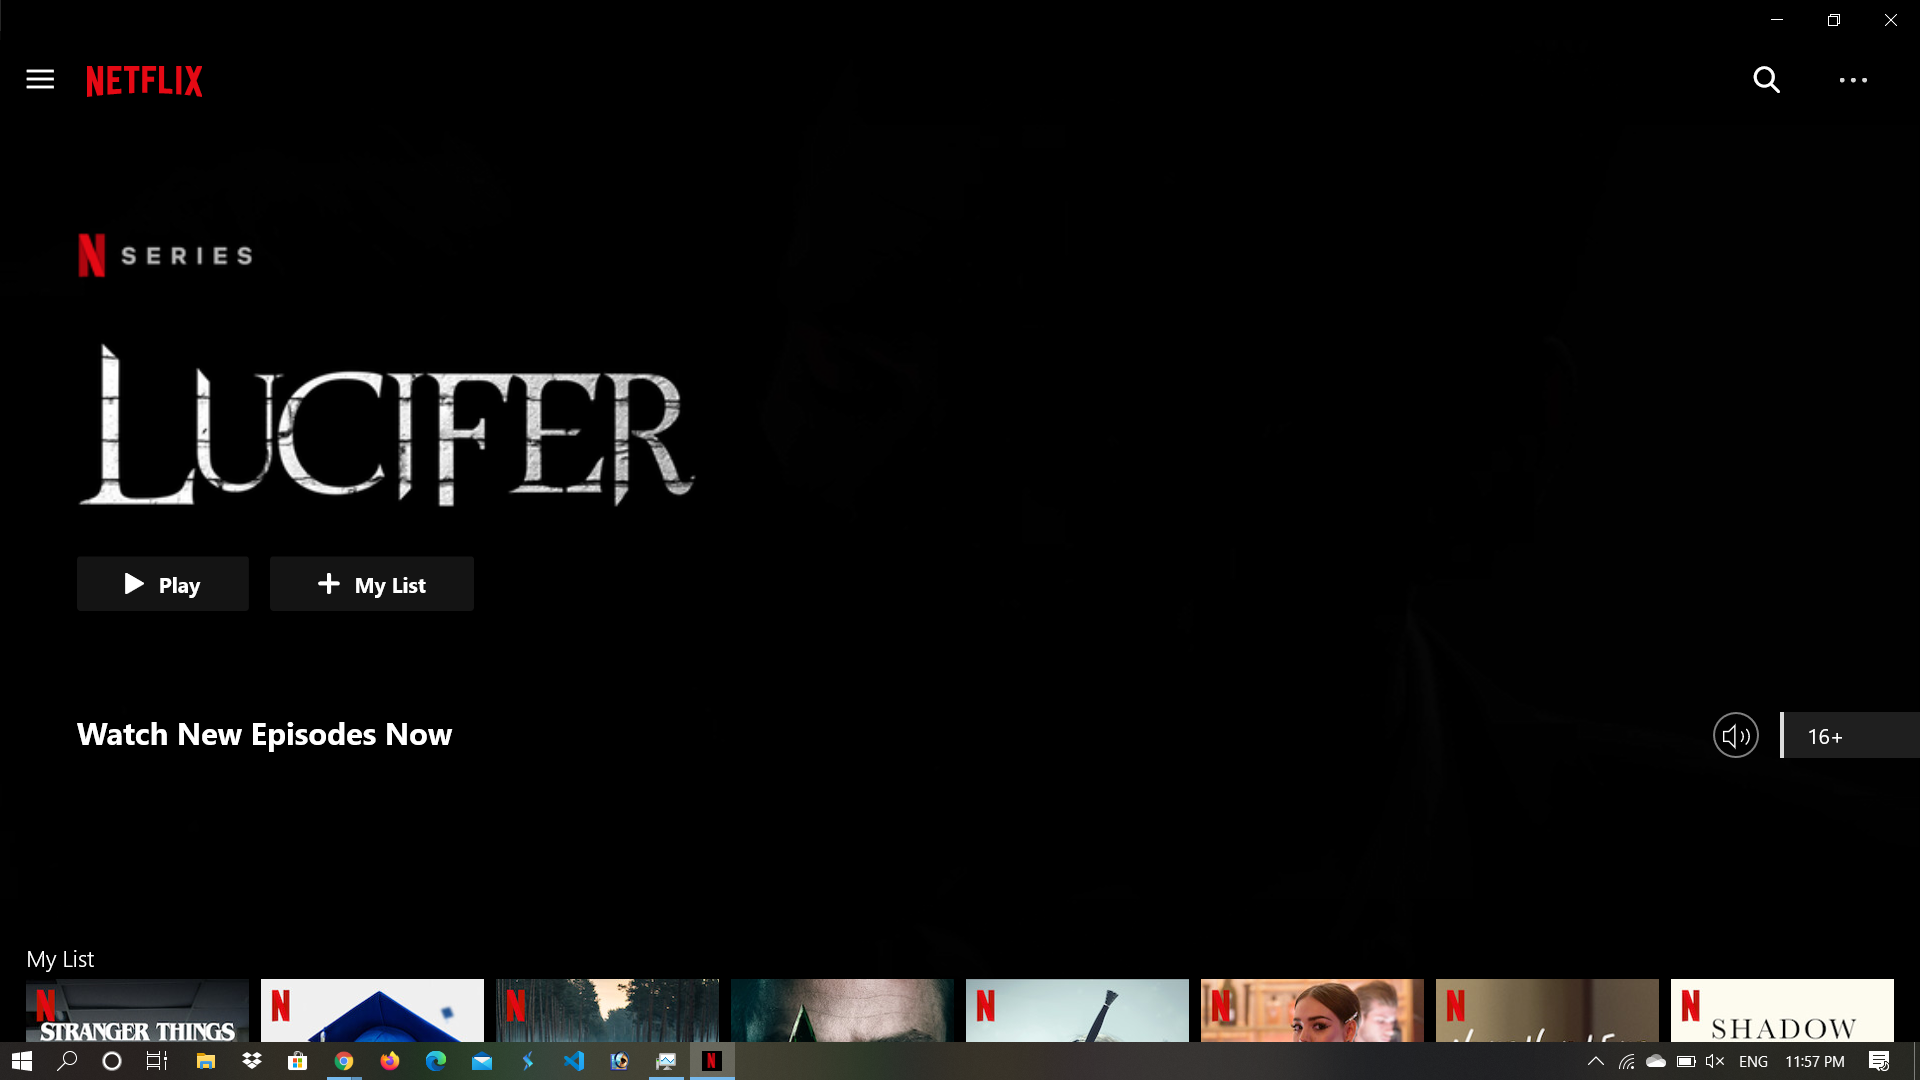 NETFLIX
N SERIES
LUCIFER
Play
My List
Watch New Episodes Now
16+
My List
STRANGER THINGS
SHADOW
ENG
11:57 PM